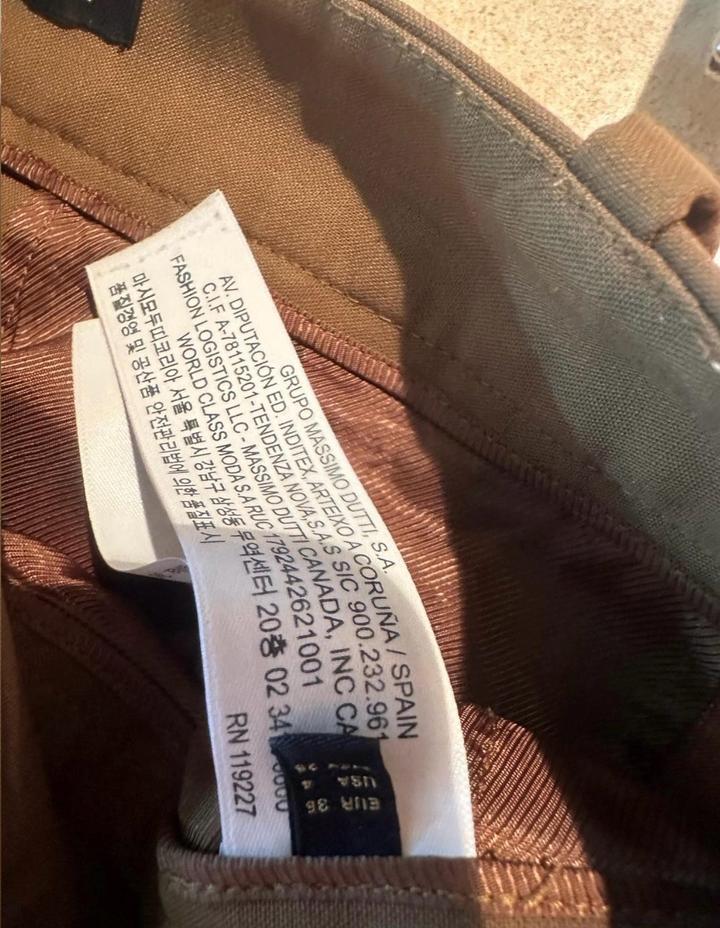 GRUPO MASSIMO DUTTI, S.A.
AV. DIPUTACIÓN ED. INDITEX ARTEIXO A CORUÑA / SPAIN
C.I.F A-78115201-TENDENZA NOVA S.A.S SIC 900.232.961
FASHION LOGISTICS LLC - MASSIMO DUTTI CANADA, INC CA
WORLD CLASS MODA S.A RUC 1792442621001
마시모두띠코리아 서울 특별시 강남구 삼성동 무역센터 20층 02 34
품질경영 및 공산품 안전관리법에 의한 품질표시
RN 119227
EUR 36
USA 4